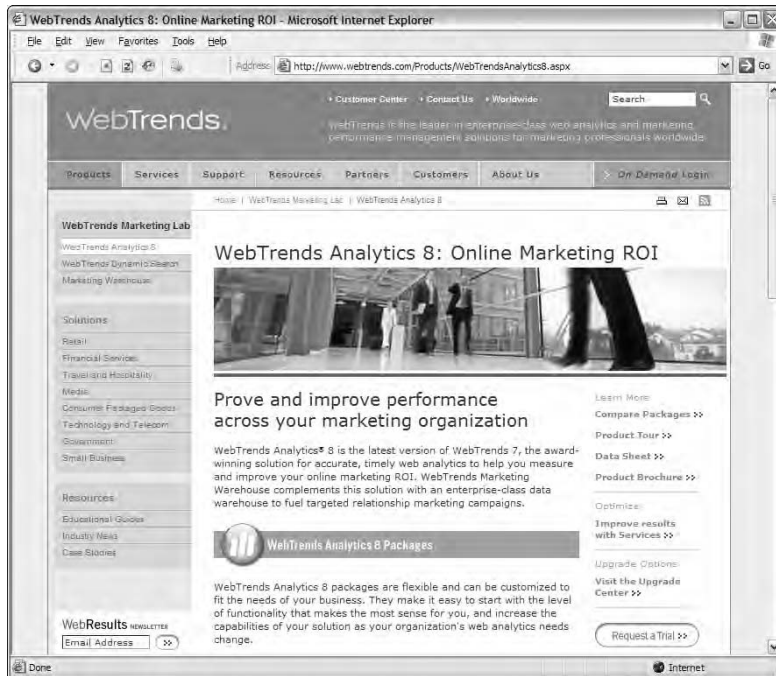 WebTrends Analytics 8: Online Marketing ROI - Microsoft Internet Explorer
File Edit View Favorites Tools Help
Address http://www.webtrends.com/Products/WebTrendsAnalytics8.aspx Go
Customer Center Contact Us Worldwide Search
WebTrends.
WebTrends is the leader in enterprise-class web analytics and marketing
performance management solutions for marketing professionals worldwide
Products Services Support Resources Partners Customers About Us On Demand Login
Home | WebTrends Marketing Lab | WebTrends Analytics 8
WebTrends Marketing Lab
WebTrends Analytics 8
WebTrends Dynamic Search
Marketing Warehouse
Solutions
Retail
Financial Services
Travel and Hospitality
Media
Consumer Packaged Goods
Technology and Telecom
Government
Small Business
Resources
Educational Guides
Industry News
Case Studies
WebResults NEWSLETTER
Email Address >>
WebTrends Analytics 8: Online Marketing ROI
Prove and improve performance
across your marketing organization
WebTrends Analytics® 8 is the latest version of WebTrends 7, the award-
winning solution for accurate, timely web analytics to help you measure
and improve your online marketing ROI. WebTrends Marketing
Warehouse complements this solution with an enterprise-class data
warehouse to fuel targeted relationship marketing campaigns.
WebTrends Analytics 8 Packages
WebTrends Analytics 8 packages are flexible and can be customized to
fit the needs of your business. They make it easy to start with the level
of functionality that makes the most sense for you, and increase the
capabilities of your solution as your organization's web analytics needs
change.
Learn More
Compare Packages >>
Product Tour >>
Data Sheet >>
Product Brochure >>
Optimize
Improve results
with Services >>
Upgrade Options
Visit the Upgrade
Center >>
Request a Trial >>
Done Internet